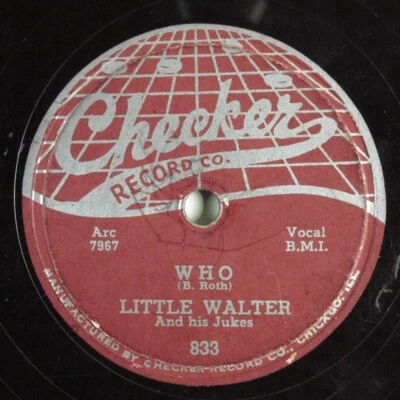 Checker
RECORD CO.
Arc
7967
Vocal
B.M.I.
WHO
(B. Roth)
LITTLE WALTER
And his Jukes
833
MANUFACTURED BY CHECKER RECORD CO., CHICAGO, ILL